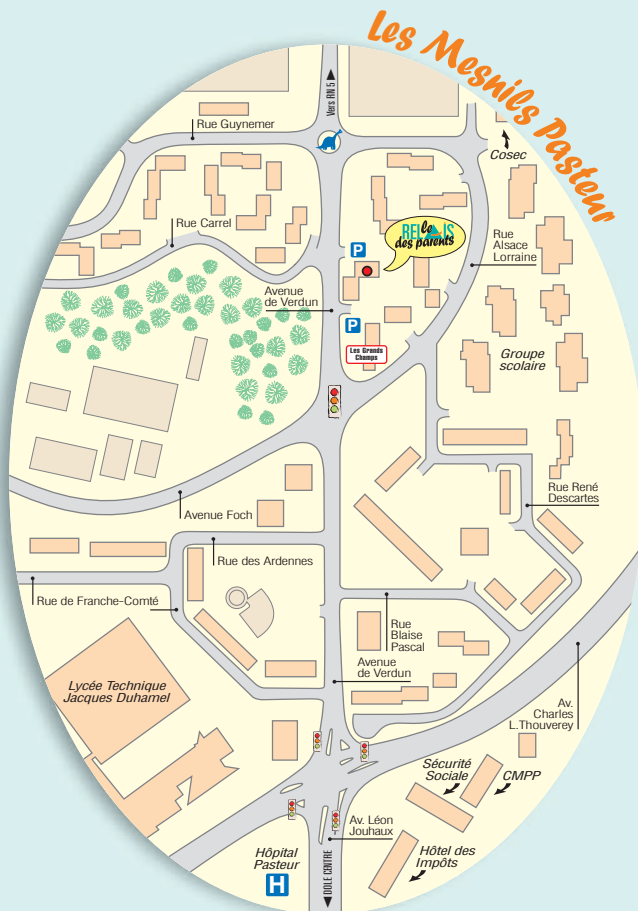 Les Mesnils Pasteur
Vers RN 5
Rue Guynemer
Cosec
Rue Carrel
le
RELAIS
des parents
Rue
Alsace
Lorraine
P
Avenue
de Verdun
P
Les Grands
Champs
Groupe
scolaire
Rue René
Descartes
Avenue Foch
Rue des Ardennes
Rue de Franche-Comté
Rue
Blaise
Pascal
Avenue
de Verdun
Lycée Technique
Jacques Duhamel
Av.
Charles
L.Thouverey
Sécurité
Sociale
CMPP
Av. Léon
Jouhaux
Hôpital
Pasteur
H
Hôtel des
Impôts
DOLE CENTRE